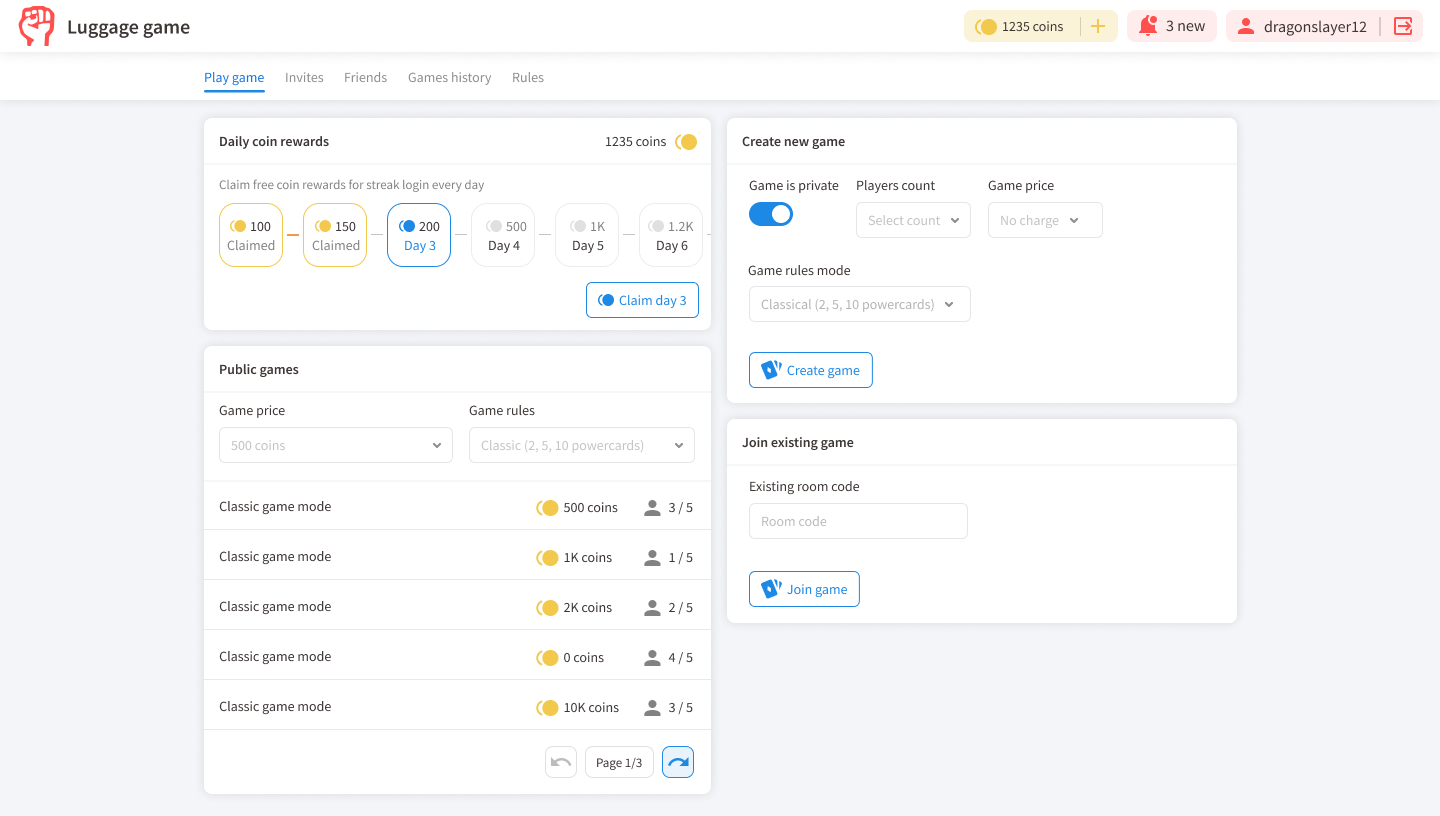 Luggage game
1235 coins
3 new
dragonslayer12
Play game
Invites
Friends
Games history
Rules
Daily coin rewards
1235 coins
Claim free coin rewards for streak login every day
100
Claimed
150
Claimed
200
Day 3
500
Day 4
1K
Day 5
1.2K
Day 6
Claim day 3
Public games
Game price
500 coins
Game rules
Classic (2, 5, 10 powercards)
Classic game mode
500 coins
3 / 5
Classic game mode
1K coins
1 / 5
Classic game mode
2K coins
2 / 5
Classic game mode
0 coins
4 / 5
Classic game mode
10K coins
3 / 5
Page 1/3
Create new game
Game is private
Players count
Select count
Game price
No charge
Game rules mode
Classical (2, 5, 10 powercards)
Create game
Join existing game
Existing room code
Room code
Join game